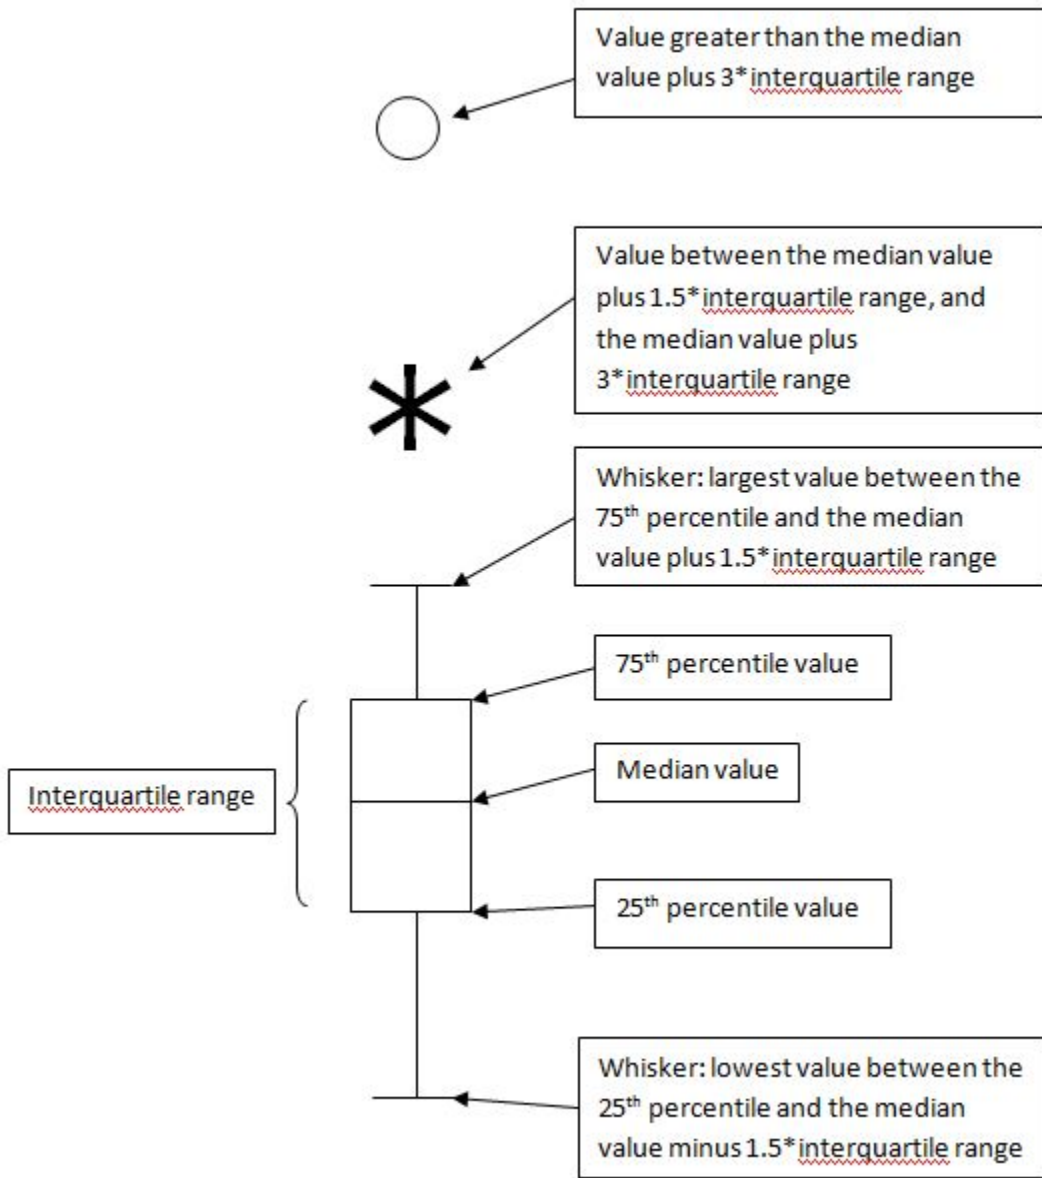 Value greater than the median
value plus 3*interquartile range
Value between the median value
plus 1.5*interquartile range, and
the median value plus
3*interquartile range
Whisker: largest value between the
75th percentile and the median
value plus 1.5*interquartile range
75th percentile value
Median value
Interquartile range
25th percentile value
Whisker: lowest value between the
25th percentile and the median
value minus 1.5*interquartile range